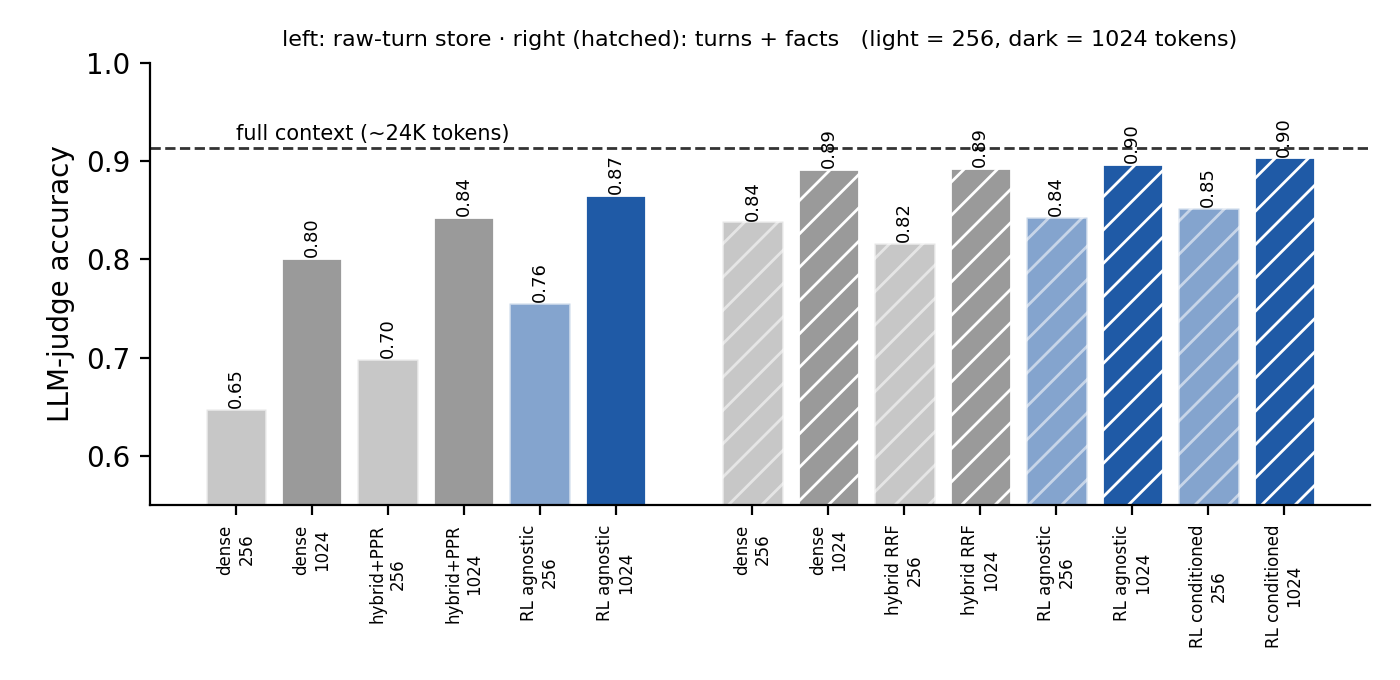 left: raw-turn store · right (hatched): turns + facts (light = 256, dark = 1024 tokens)
LLM-judge accuracy
1.0
0.9
0.8
0.7
0.6
full context (~24K tokens)
0.65
0.80
0.70
0.84
0.76
0.87
0.84
0.89
0.82
0.89
0.84
0.90
0.85
0.90
dense
256
dense
1024
hybrid+PPR
256
hybrid+PPR
1024
RL agnostic
256
RL agnostic
1024
dense
256
dense
1024
hybrid RRF
256
hybrid RRF
1024
RL agnostic
256
RL agnostic
1024
RL conditioned
256
RL conditioned
1024